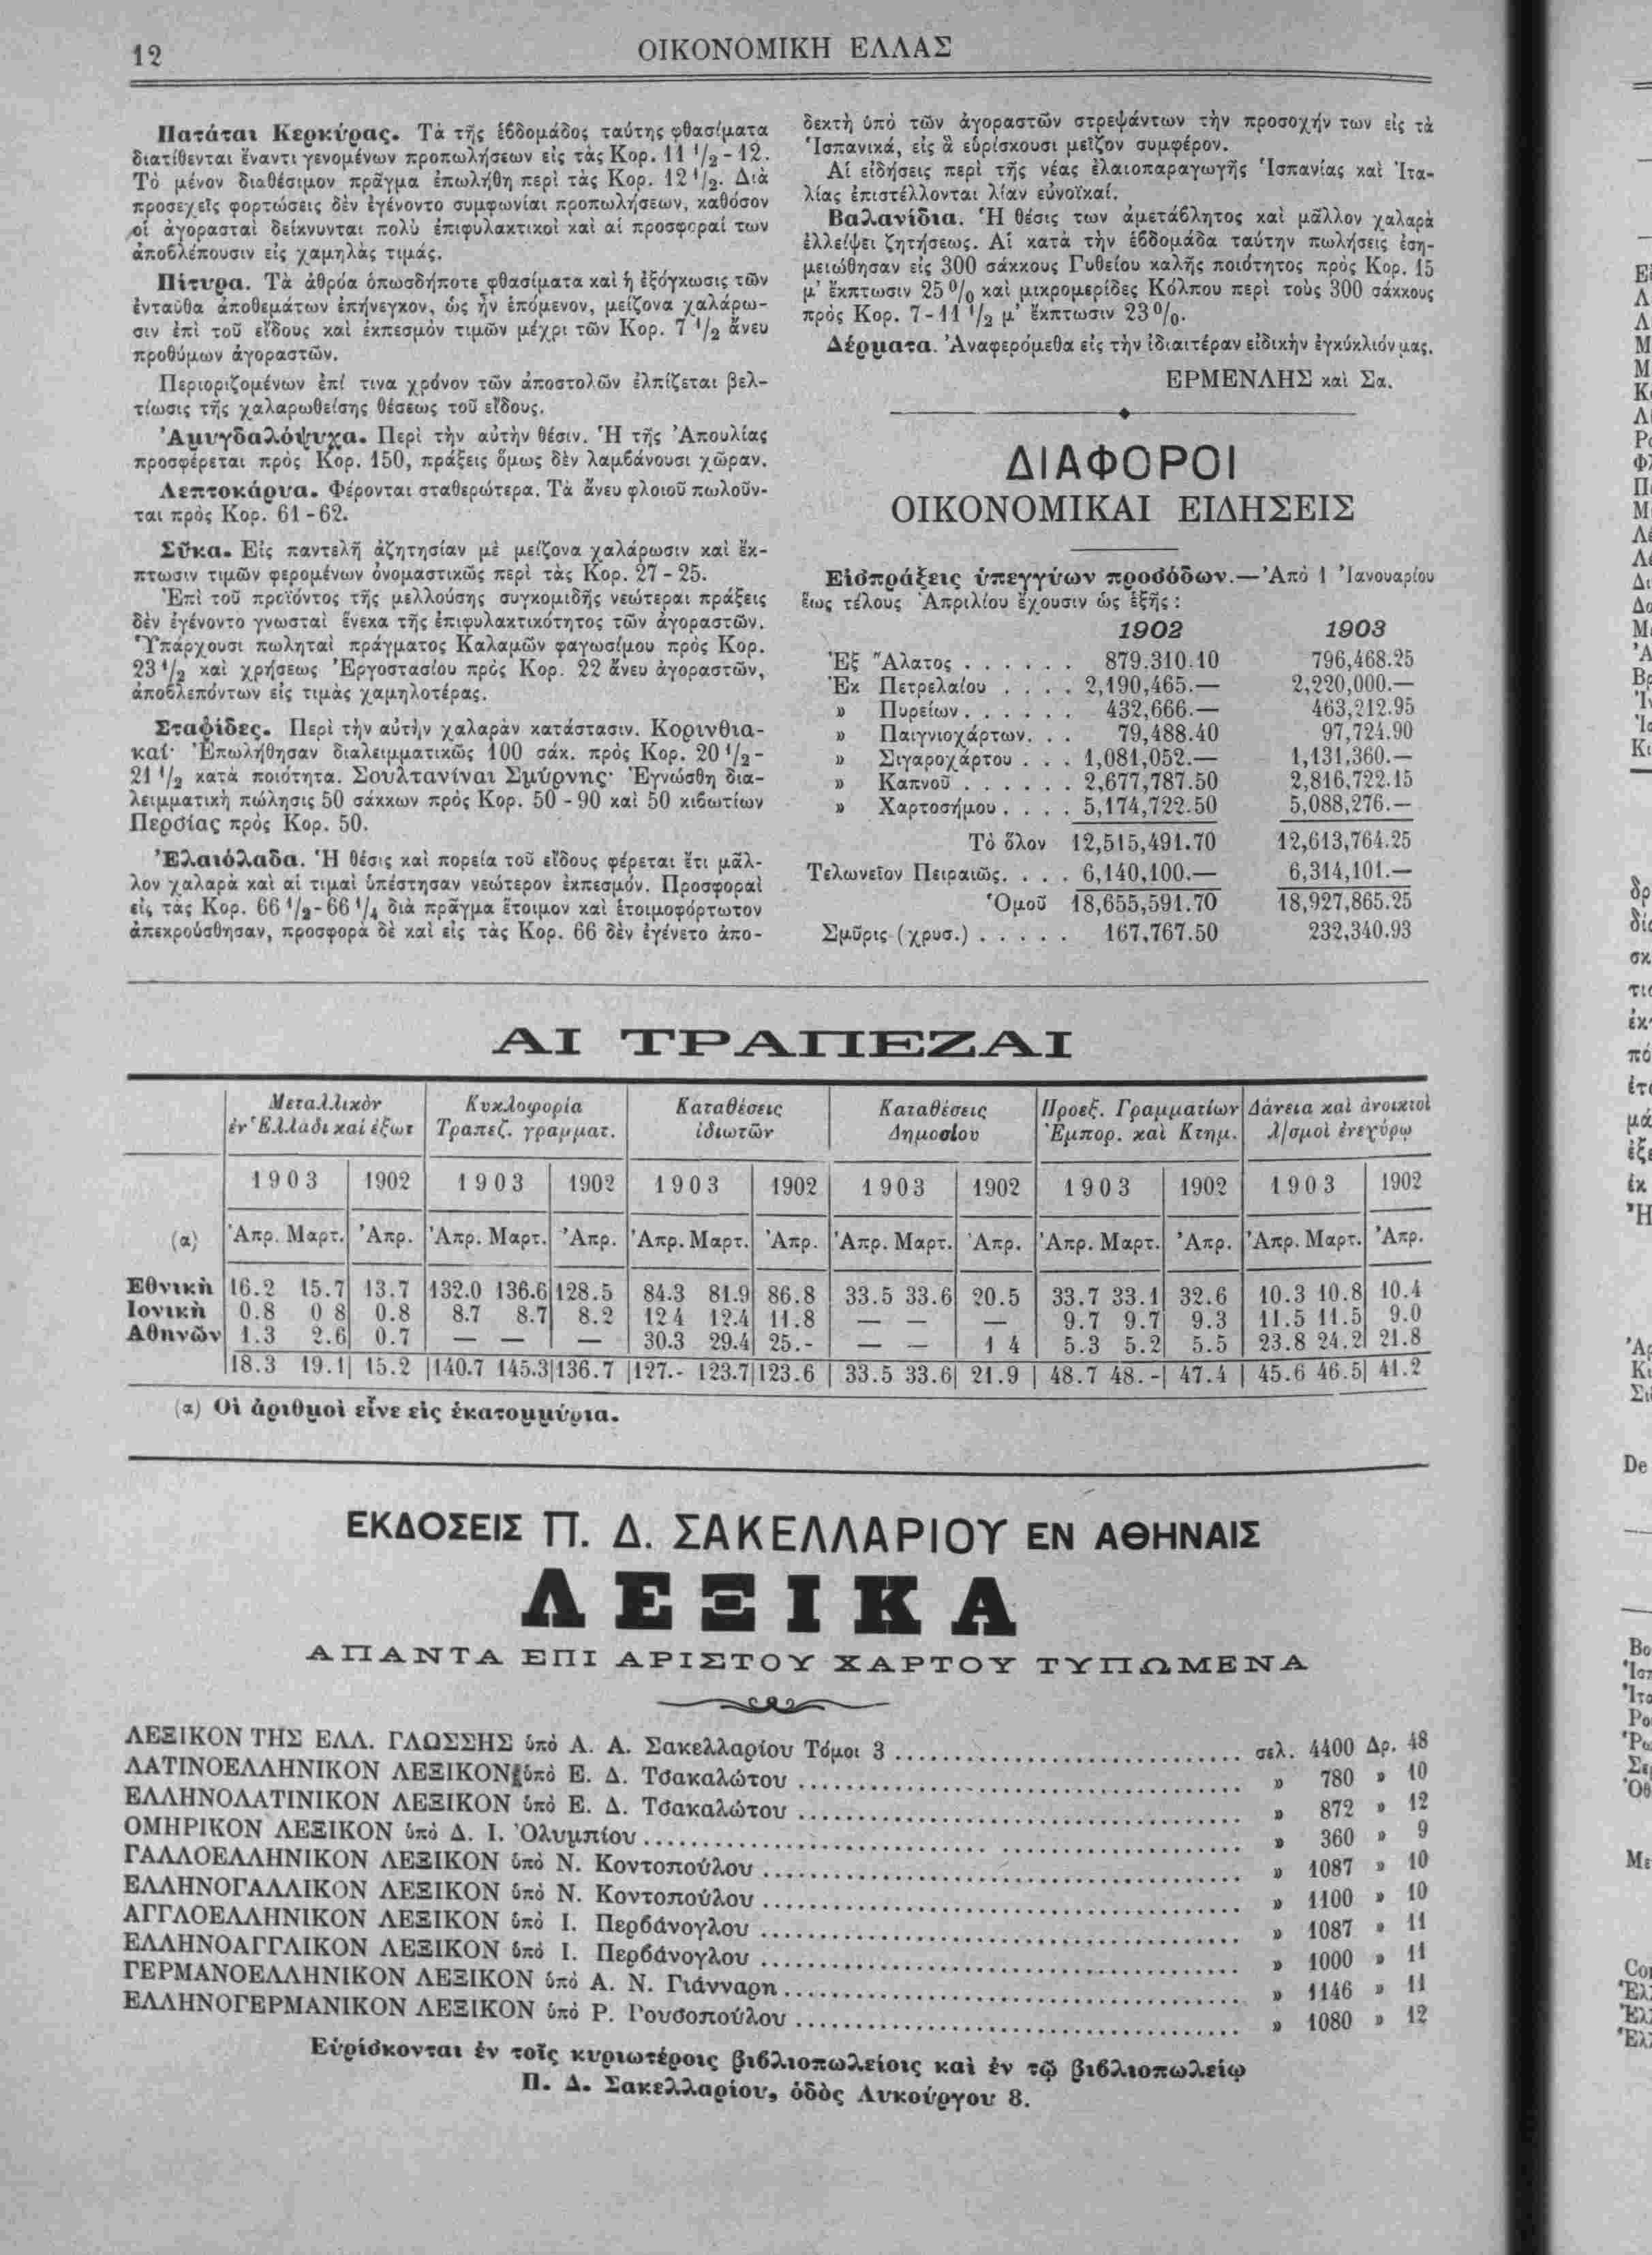 12
ΟΙΚΟΝΟΜΙΚΗ ΕΛΛΑΣ
Πατάται Κερκύρας. Τὰ τῆς ἑβδομάδος ταύτης φθασίματα
διατίθενται ἔναντι γενομένων προπωλήσεων εἰς τὰς Κορ. 11 1/2 - 12.
Τὸ μένον διαθέσιμον πρᾶγμα ἐπωλήθη περὶ τὰς Κορ. 12 1/2. Διὰ
προσεχεῖς φορτώσεις δὲν ἐγένοντο συμφωνίαι προπωλήσεων, καθόσον
οἱ ἀγορασταὶ δείκνυνται πολὺ ἐπιφυλακτικοὶ καὶ αἱ προσφοραί των
ἀποβλέπουσιν εἰς χαμηλὰς τιμάς.
Πίτυρα. Τὰ ἀθρόα ὁπωσδήποτε φθασίματα καὶ ἡ ἐξόγκωσις τῶν
ἐνταῦθα ἀποθεμάτων ἐπήνεγκον, ὡς ἦν ἑπόμενον, μείζονα χαλάρω-
σιν ἐπὶ τοῦ εἴδους καὶ ἐκπεσμὸν τιμῶν μέχρι τῶν Κορ. 7 1/2 ἄνευ
προθύμων ἀγοραστῶν.
Περιοριζομένων ἐπί τινα χρόνον τῶν ἀποστολῶν ἐλπίζεται βελ-
τίωσις τῆς χαλαρωθείσης θέσεως τοῦ εἴδους.
Ἀμυγδαλόψυχα. Περὶ τὴν αὐτὴν θέσιν. Ἡ τῆς Ἀπουλίας
προσφέρεται πρὸς Κορ. 150, πράξεις ὅμως δὲν λαμβάνουσι χῶραν.
Λεπτοκάρυα. Φέρονται σταθερώτερα. Τὰ ἄνευ φλοιοῦ πωλοῦν-
ται πρὸς Κορ. 61 - 62.
Σῦκα. Εἰς παντελῆ ἀζητησίαν μὲ μείζονα χαλάρωσιν καὶ ἔκ-
πτωσιν τιμῶν φερομένων ὀνομαστικῶς περὶ τὰς Κορ. 27 - 25.
Ἐπὶ τοῦ προϊόντος τῆς μελλούσης συγκομιδῆς νεώτεραι πράξεις
δὲν ἐγένοντο γνωσταὶ ἕνεκα τῆς ἐπιφυλακτικότητος τῶν ἀγοραστῶν.
Ὑπάρχουσι πωληταὶ πράγματος Καλαμῶν φαγωσίμου πρὸς Κορ.
23 1/2 καὶ χρήσεως Ἐργοστασίου πρὸς Κορ. 22 ἄνευ ἀγοραστῶν,
ἀποβλεπόντων εἰς τιμὰς χαμηλοτέρας.
Σταφίδες. Περὶ τὴν αὐτὴν χαλαρὰν κατάστασιν. Κορινθια-
καί· Ἐπωλήθησαν διαλειμματικῶς 100 σάκ. πρὸς Κορ. 20 1/2 -
21 1/2 κατὰ ποιότητα. Σουλτανίναι Σμύρνης· Ἐγνώσθη δια-
λειμματικὴ πώλησις 50 σάκκων πρὸς Κορ. 50 - 90 καὶ 50 κιβωτίων
Περσίας πρὸς Κορ. 50.
Ἐλαιόλαδα. Ἡ θέσις καὶ πορεία τοῦ εἴδους φέρεται ἔτι μᾶλ-
λον χαλαρὰ καὶ αἱ τιμαὶ ὑπέστησαν νεώτερον ἐκπεσμόν. Προσφοραὶ
εἰς τὰς Κορ. 66 1/2 - 66 1/4 διὰ πρᾶγμα ἕτοιμον καὶ ἑτοιμοφόρτωτον
ἀπεκρούσθησαν, προσφορὰ δὲ καὶ εἰς τὰς Κορ. 66 δὲν ἐγένετο ἀπο-
δεκτὴ ὑπὸ τῶν ἀγοραστῶν στρεψάντων τὴν προσοχήν των εἰς τὰ
Ἱσπανικά, εἰς ἃ εὑρίσκουσι μεῖζον συμφέρον.
Αἱ εἰδήσεις περὶ τῆς νέας ἐλαιοπαραγωγῆς Ἱσπανίας καὶ Ἰτα-
λίας ἐπιστέλλονται λίαν εὐνοϊκαί.
Βαλανίδια. Ἡ θέσις των ἀμετάβλητος καὶ μᾶλλον χαλαρὰ
ἐλλείψει ζητήσεως. Αἱ κατὰ τὴν ἑβδομάδα ταύτην πωλήσεις ἐση-
μειώθησαν εἰς 300 σάκκους Γυθείου καλῆς ποιότητος πρὸς Κορ. 15
μ' ἔκπτωσιν 25 0/0 καὶ μικρομερίδες Κόλπου περὶ τοὺς 300 σάκκους
πρὸς Κορ. 7 - 11 1/2 μ' ἔκπτωσιν 23 0/0.
Δέρματα. Ἀναφερόμεθα εἰς τὴν ἰδιαιτέραν εἰδικὴν ἐγκύκλιόν μας.
ΕΡΜΕΝΛΗΣ καὶ Σα.
ΔΙΑΦΟΡΟΙ
ΟΙΚΟΝΟΜΙΚΑΙ ΕΙΔΗΣΕΙΣ
Εἰσπράξεις ὑπεγγύων προσόδων.— Ἀπὸ 1 Ἰανουαρίου
ἕως τέλους Ἀπριλίου ἔχουσιν ὡς ἑξῆς :
1902 1903
Ἐξ Ἅλατος . . . . . . 879.310.10 796,468.25
Ἐκ Πετρελαίου . . . . 2,190,465.— 2,220,000.—
» Πυρείων . . . . . . 432,666.— 463,212.95
» Παιγνιοχάρτων. . . 79,488.40 97,724.90
» Σιγαροχάρτου . . . 1,081,052.— 1,131,360.—
» Καπνοῦ . . . . . . 2,677,787.50 2,816,722.15
» Χαρτοσήμου . . . . 5,174,722.50 5,088,276.—
Τὸ ὅλον 12,515,491.70 12,613,764.25
Τελωνεῖον Πειραιῶς. . . . 6,140,100.— 6,314,101.—
Ὁμοῦ 18,655,591.70 18,927,865.25
Σμῦρις (χρυσ.) . . . . . 167,767.50 232,340.93
ΑΙ ΤΡΑΠΕΖΑΙ
Μεταλλικὸν Κυκλοφορία Καταθέσεις Καταθέσεις Προεξ. Γραμματίων Δάνεια καὶ ἀνοικτοὶ
ἐν Ἑλλάδι καὶ ἔξωτ Τραπεζ. γραμματ. ἰδιωτῶν Δημοσίου Ἐμπορ. καὶ Κτημ. λ/σμοὶ ἐνεχύρῳ
1903 1902 1903 1902 1903 1902 1903 1902 1903 1902 1903 1902
(α) Ἀπρ. Μαρτ. Ἀπρ. Ἀπρ. Μαρτ. Ἀπρ. Ἀπρ. Μαρτ. Ἀπρ. Ἀπρ. Μαρτ. Ἀπρ. Ἀπρ. Μαρτ. Ἀπρ. Ἀπρ. Μαρτ. Ἀπρ.
Εθνικὴ 16.2 15.7 13.7 132.0 136.6 128.5 84.3 81.9 86.8 33.5 33.6 20.5 33.7 33.1 32.6 10.3 10.8 10.4
Ιονικὴ 0.8 0 8 0.8 8.7 8.7 8.2 12 4 12.4 11.8 — — — 9.7 9.7 9.3 11.5 11.5 9.0
Αθηνῶν 1.3 2.6 0.7 — — — 30.3 29.4 25.- — — 1 4 5.3 5.2 5.5 23.8 24.2 21.8
18.3 19.1 15.2 140.7 145.3 136.7 127.- 123.7 123.6 33.5 33.6 21.9 48.7 48.- 47.4 45.6 46.5 41.2
(α) Οἱ ἀριθμοὶ εἶνε εἰς ἑκατομμύρια.
ΕΚΔΟΣΕΙΣ Π. Δ. ΣΑΚΕΛΛΑΡΙΟΥ ΕΝ ΑΘΗΝΑΙΣ
ΛΕΞΙΚΑ
ΑΠΑΝΤΑ ΕΠΙ ΑΡΙΣΤΟΥ ΧΑΡΤΟΥ ΤΥΠΩΜΕΝΑ
ΛΕΞΙΚΟΝ ΤΗΣ ΕΛΛ. ΓΛΩΣΣΗΣ ὑπὸ Α. Α. Σακελλαρίου Τόμοι 3 ........ σελ. 4400 Δρ. 48
ΛΑΤΙΝΟΕΛΛΗΝΙΚΟΝ ΛΕΞΙΚΟΝ ὑπὸ Ε. Δ. Τσακαλώτου ........ » 780 » 10
ΕΛΛΗΝΟΛΑΤΙΝΙΚΟΝ ΛΕΞΙΚΟΝ ὑπὸ Ε. Δ. Τσακαλώτου ........ » 872 » 12
ΟΜΗΡΙΚΟΝ ΛΕΞΙΚΟΝ ὑπὸ Δ. Ι. Ὀλυμπίου ........ » 360 » 9
ΓΑΛΛΟΕΛΛΗΝΙΚΟΝ ΛΕΞΙΚΟΝ ὑπὸ Ν. Κοντοπούλου ........ » 1087 » 10
ΕΛΛΗΝΟΓΑΛΛΙΚΟΝ ΛΕΞΙΚΟΝ ὑπὸ Ν. Κοντοπούλου ........ » 1100 » 10
ΑΓΓΛΟΕΛΛΗΝΙΚΟΝ ΛΕΞΙΚΟΝ ὑπὸ Ι. Περβάνογλου ........ » 1087 » 11
ΕΛΛΗΝΟΑΓΓΛΙΚΟΝ ΛΕΞΙΚΟΝ ὑπὸ Ι. Περβάνογλου ........ » 1000 » 11
ΓΕΡΜΑΝΟΕΛΛΗΝΙΚΟΝ ΛΕΞΙΚΟΝ ὑπὸ Α. Ν. Γιάνναρη ........ » 1146 » 11
ΕΛΛΗΝΟΓΕΡΜΑΝΙΚΟΝ ΛΕΞΙΚΟΝ ὑπὸ Ρ. Ρουσοπούλου ........ » 1080 » 12
Εὑρίσκονται ἐν τοῖς κυριωτέροις βιβλιοπωλείοις καὶ ἐν τῷ βιβλιοπωλείῳ
Π. Δ. Σακελλαρίου, ὁδὸς Λυκούργου 8.